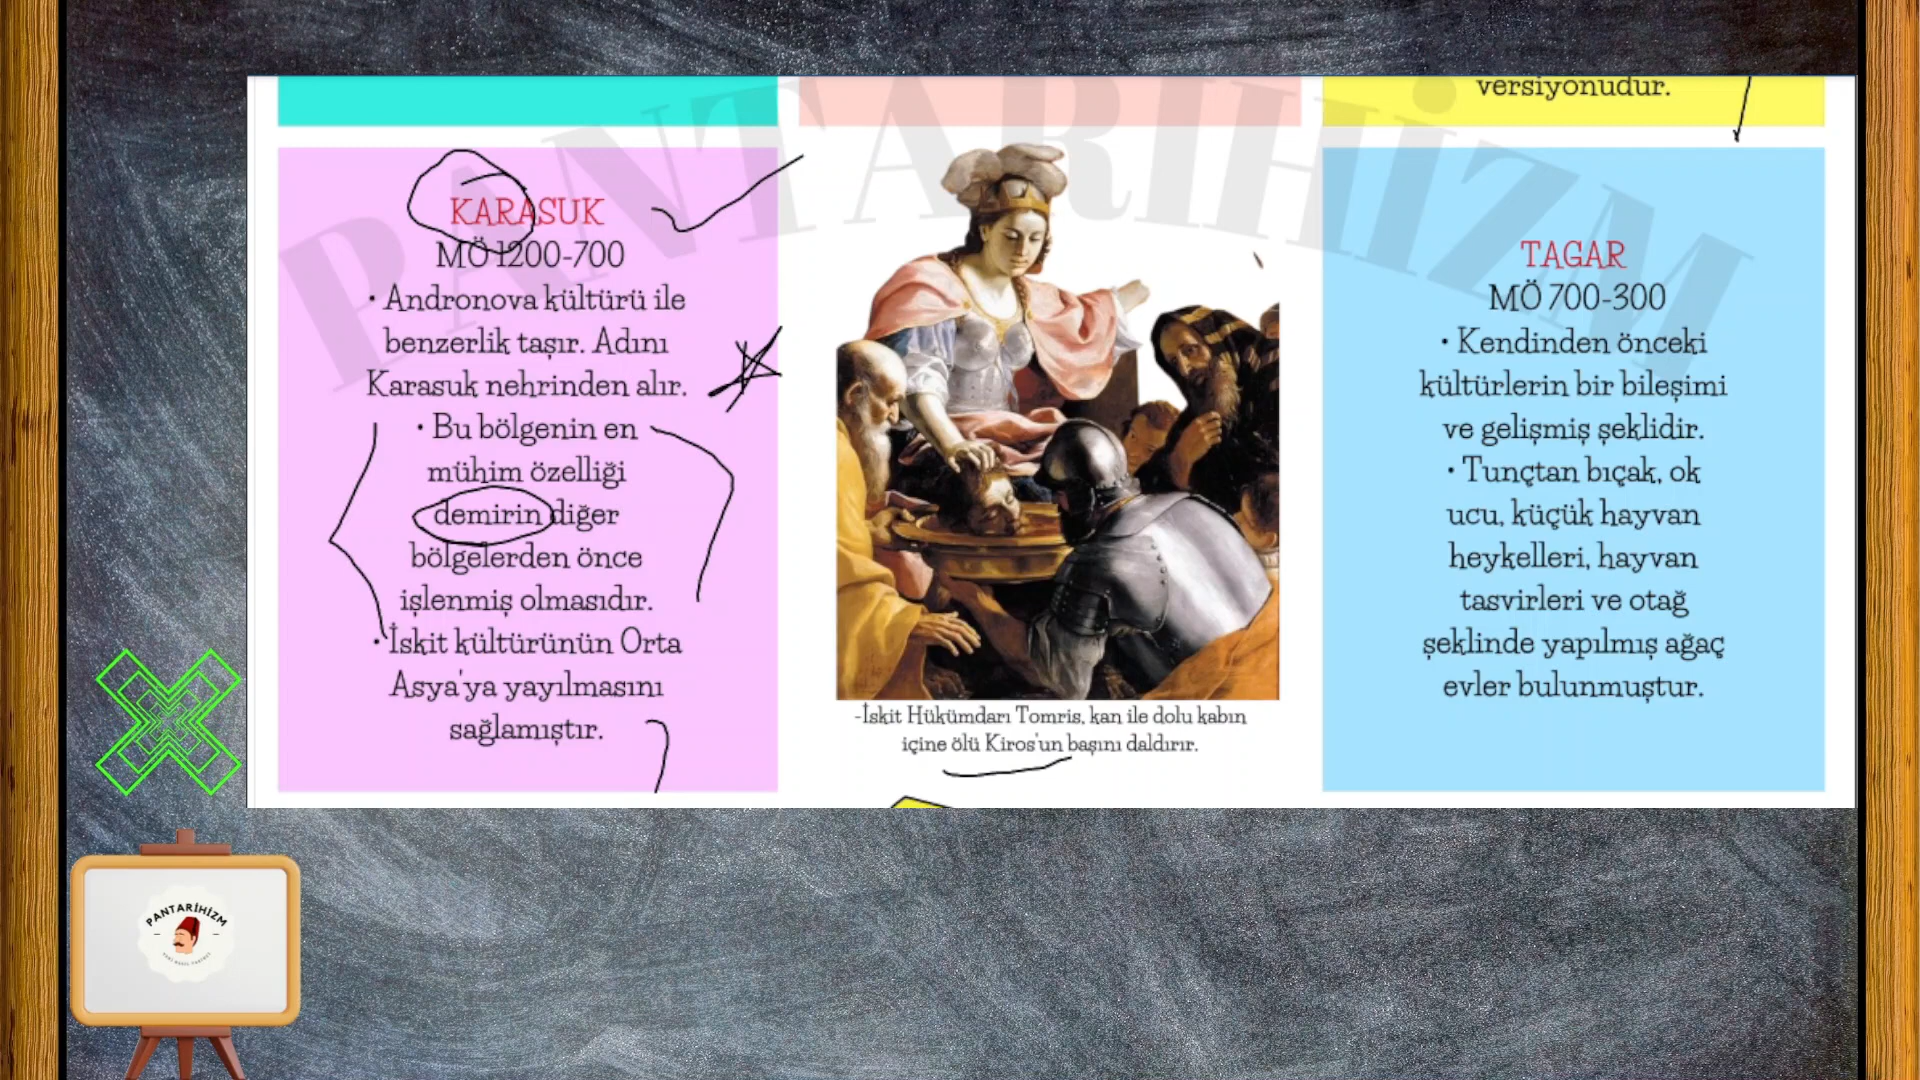 versiyonudur.
PANTARİHİZM
KARASUK
MÖ 1200-700
• Andronova kültürü ile
benzerlik taşır. Adını
Karasuk nehrinden alır.
• Bu bölgenin en
mühim özelliği
demirin diğer
bölgelerden önce
işlenmiş olmasıdır.
• İskit kültürünün Orta
Asya'ya yayılmasını
sağlamıştır.
-İskit Hükümdarı Tomris, kan ile dolu kabın
içine ölü Kiros'un başını daldırır.
TAGAR
MÖ 700-300
• Kendinden önceki
kültürlerin bir bileşimi
ve gelişmiş şeklidir.
• Tunçtan bıçak, ok
ucu, küçük hayvan
heykelleri, hayvan
tasvirleri ve otağ
şeklinde yapılmış ağaç
evler bulunmuştur.
PANTARİHİZM